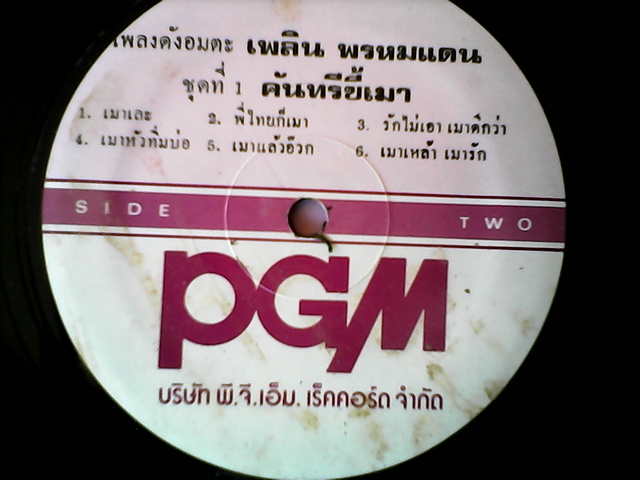 เพลงดังอมตะ เพลิน พรหมแดน
ชุดที่ 1 คันทรีขี้เมา
1. เมาเละ 2. พี่ไทยก็เมา 3. รักไม่เอา เมาดีกว่า
4. เมาหัวทิ่มบ่อ 5. เมาแล้วอ๊วก 6. เมาเหล้า เมารัก
SIDE TWO
PGM
บริษัท พี.จี.เอ็ม. เร็คคอร์ด จำกัด